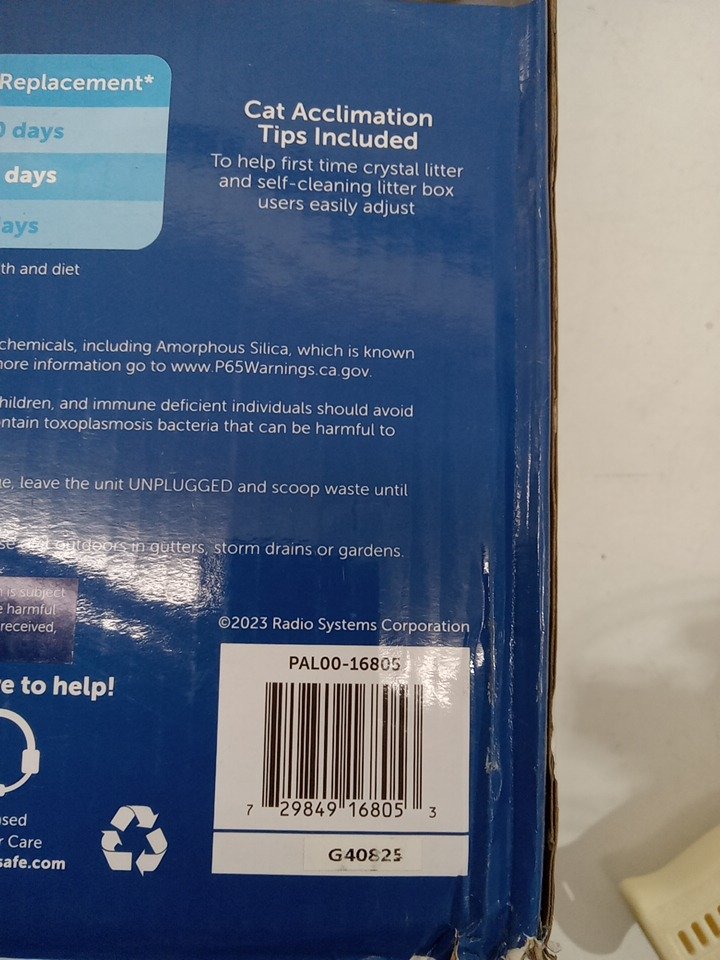 Replacement*
0 days
days
ays
Cat Acclimation
Tips Included
To help first time crystal litter
and self-cleaning litter box
users easily adjust
th and diet
chemicals, including Amorphous Silica, which is known
ore information go to www.P65Warnings.ca.gov.
hildren, and immune deficient individuals should avoid
ntain toxoplasmosis bacteria that can be harmful to
e, leave the unit UNPLUGGED and scoop waste until
outdoors in gutters, storm drains or gardens.
is subject
harmful
received,
©2023 Radio Systems Corporation
PAL00-16805
7 29849 16805 3
G40825
e to help!
ased
r Care
safe.com